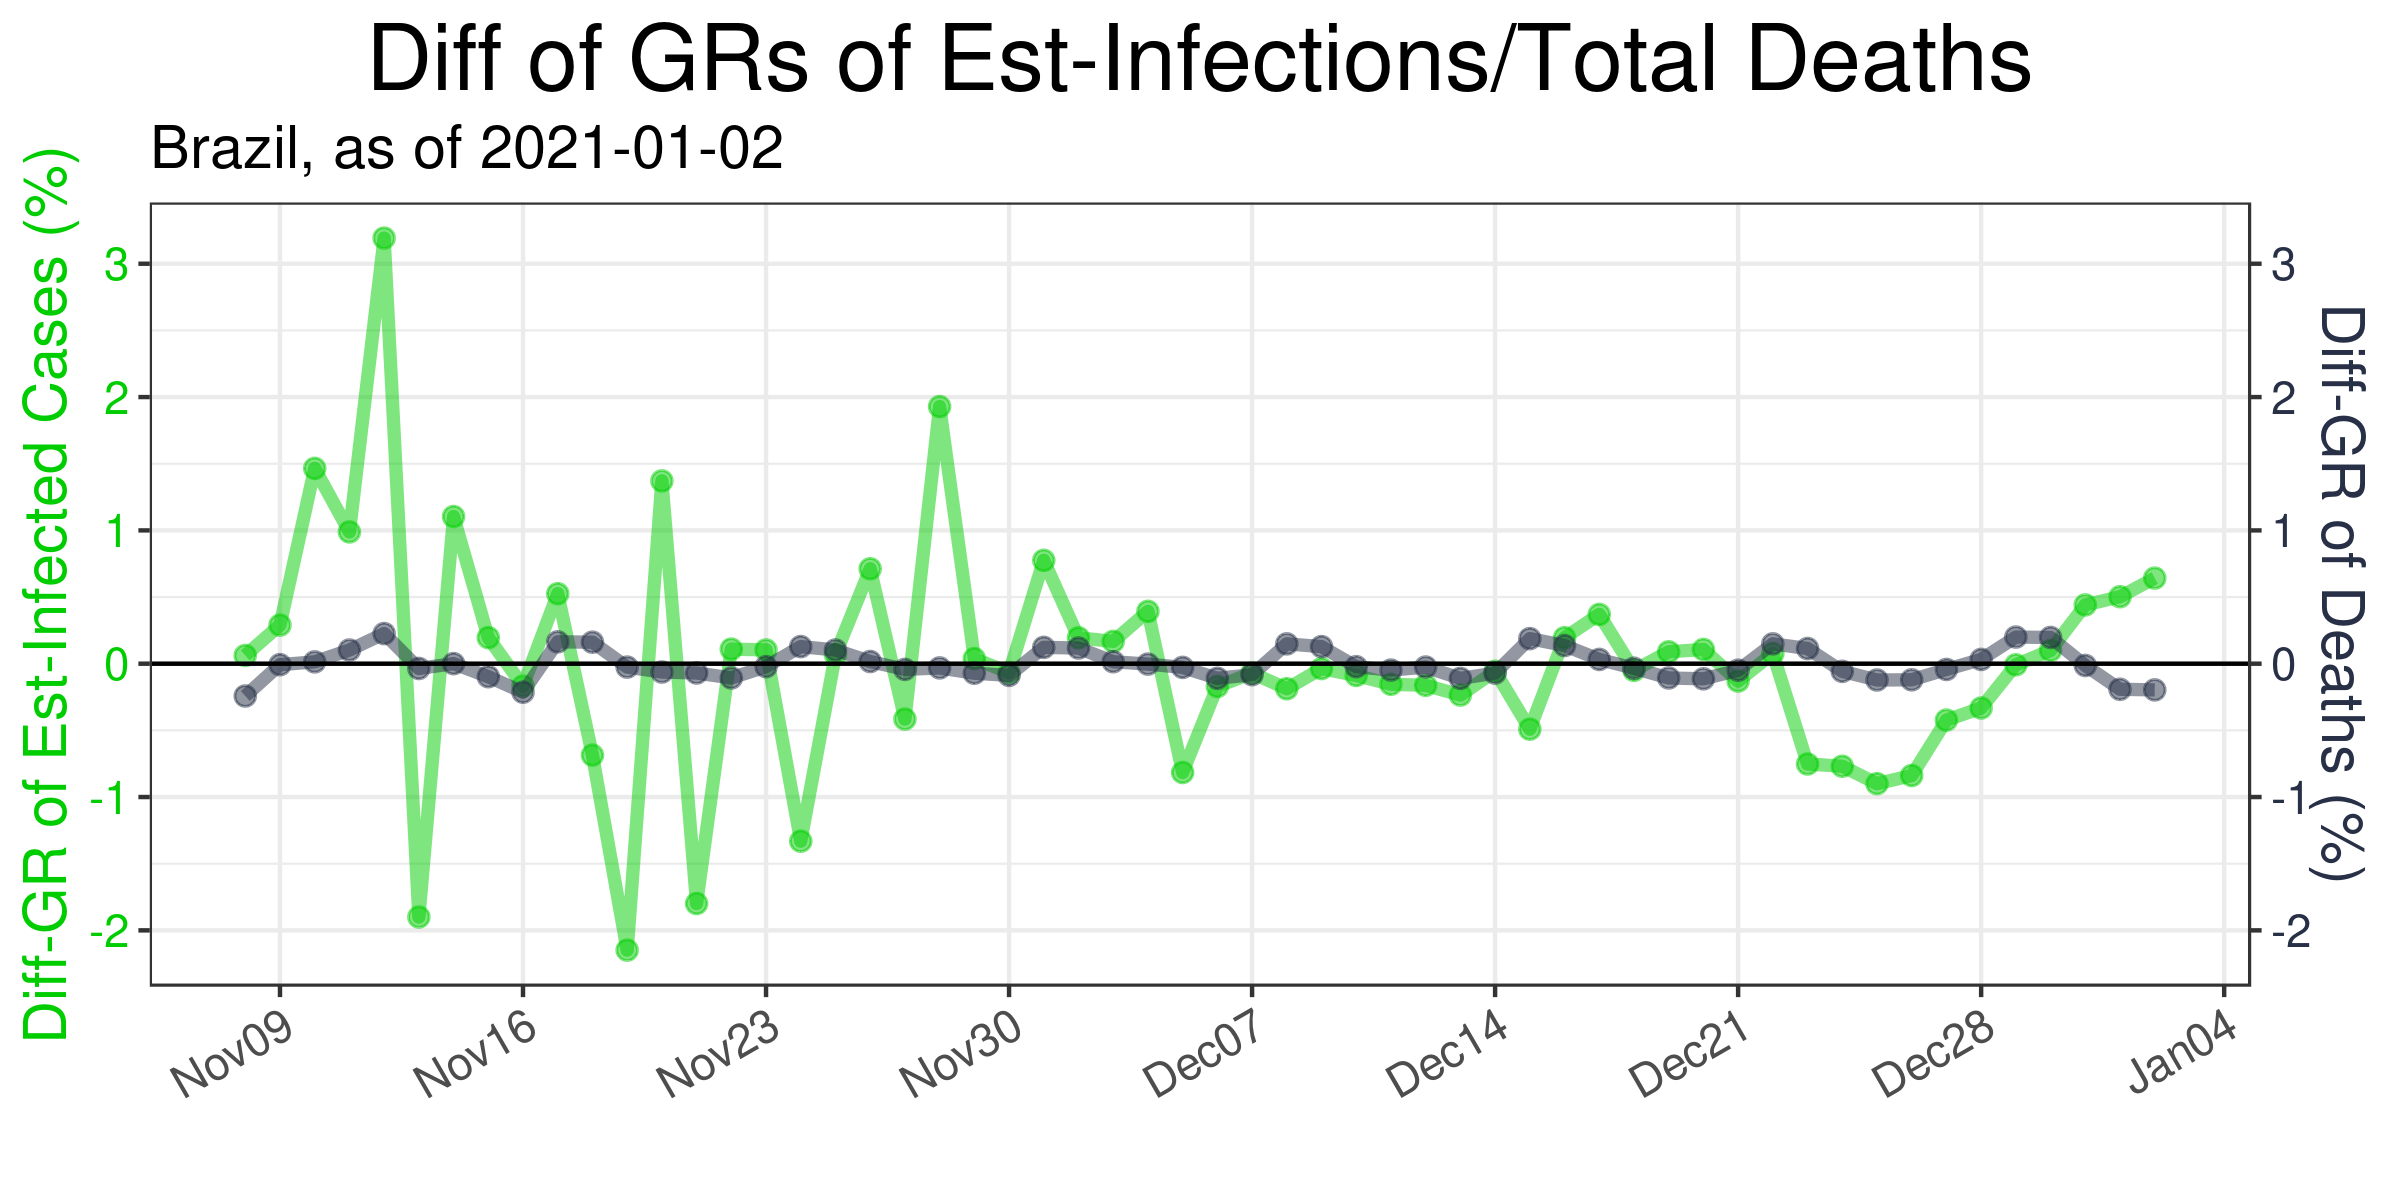 Diff of GRs of Est-Infections/Total Deaths
Brazil, as of 2021-01-02
Diff-GR of Est-Infected Cases (%)
3
2
1
0
-1
-2
3
2
1
0
-1
-2
Diff-GR of Deaths (%)
Nov09
Nov16
Nov23
Nov30
Dec07
Dec14
Dec21
Dec28
Jan04